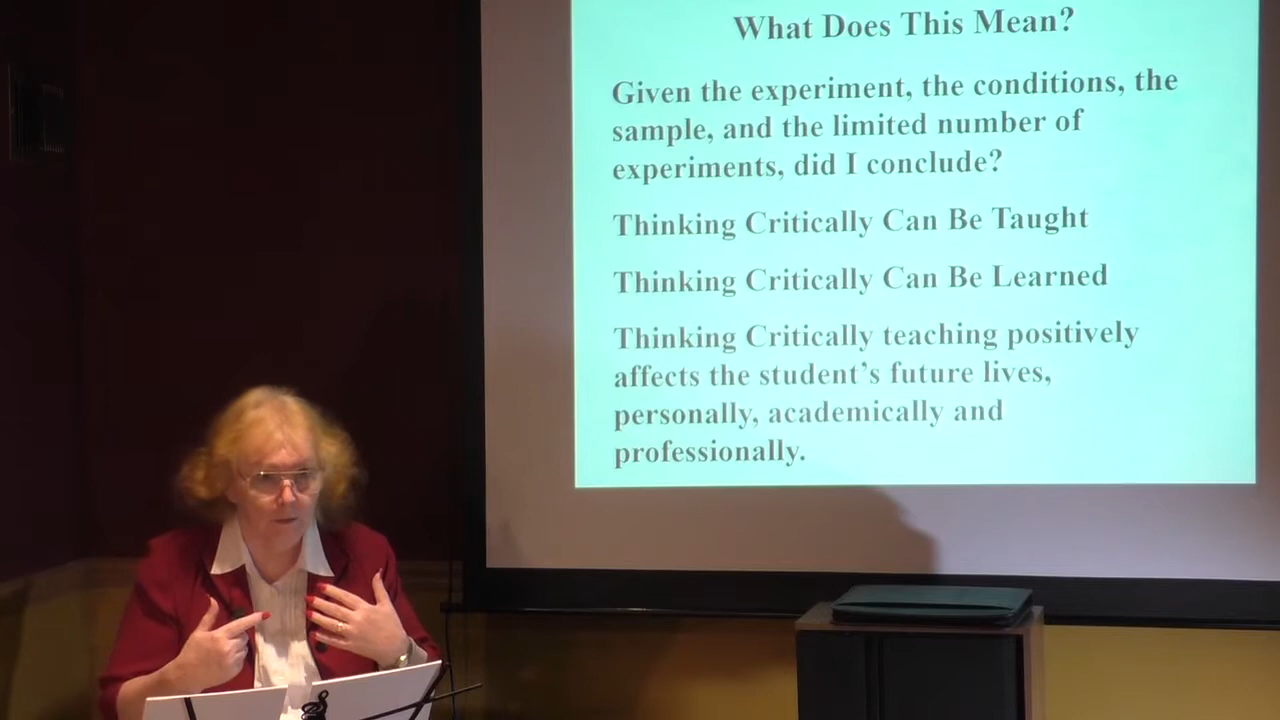 What Does This Mean?
Given the experiment, the conditions, the
sample, and the limited number of
experiments, did I conclude?
Thinking Critically Can Be Taught
Thinking Critically Can Be Learned
Thinking Critically teaching positively
affects the student's future lives,
personally, academically and
professionally.